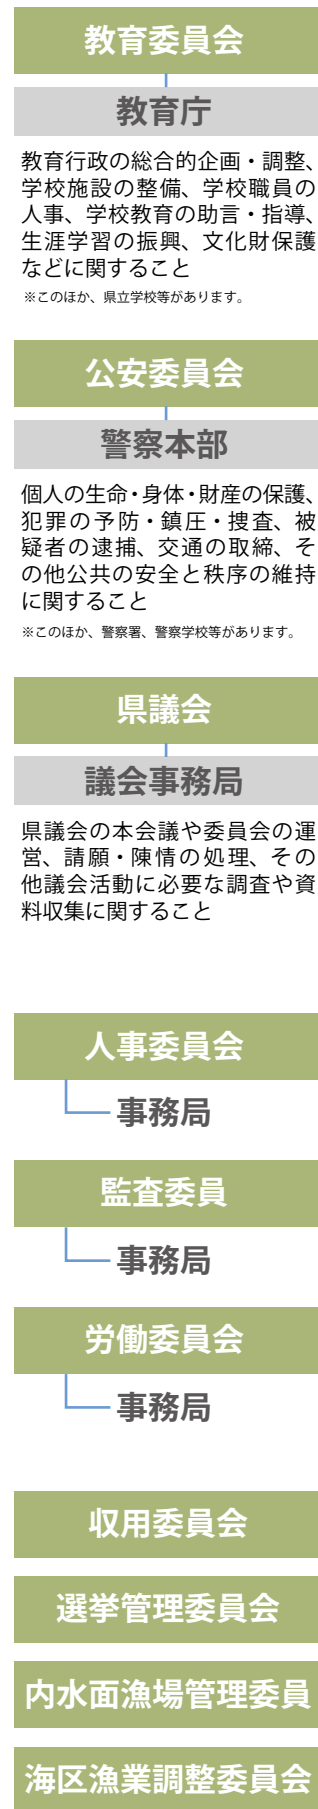 教育委員会
教育庁
教育行政の総合的企画・調整、
学校施設の整備、学校職員の
人事、学校教育の助言・指導、
生涯学習の振興、文化財保護
などに関すること
※このほか、県立学校等があります。
公安委員会
警察本部
個人の生命・身体・財産の保護、
犯罪の予防・鎮圧・捜査、被
疑者の逮捕、交通の取締、そ
の他公共の安全と秩序の維持
に関すること
※このほか、警察署、警察学校等があります。
県議会
議会事務局
県議会の本会議や委員会の運
営、請願・陳情の処理、その
他議会活動に必要な調査や資
料収集に関すること
人事委員会
事務局
監査委員
事務局
労働委員会
事務局
収用委員会
選挙管理委員会
内水面漁場管理委員
海区漁業調整委員会